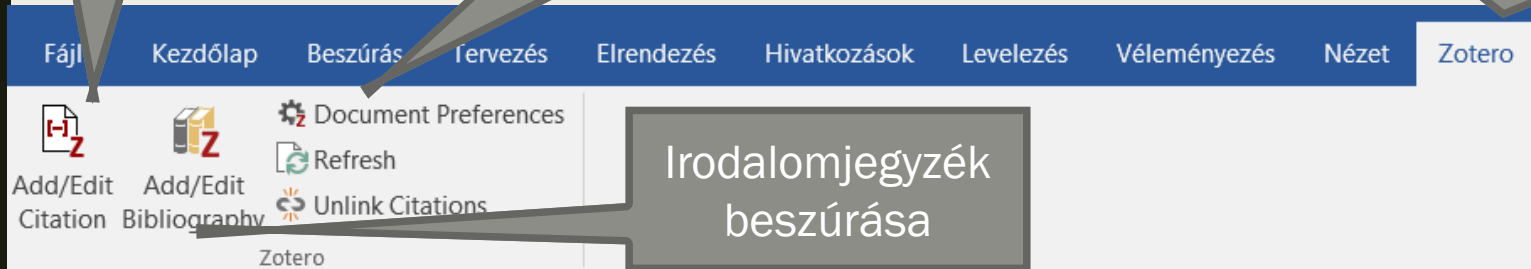 Fájl Kezdőlap Beszúrás Tervezés Elrendezés Hivatkozások Levelezés Véleményezés Nézet Zotero
Add/Edit Citation
Add/Edit Bibliography
Document Preferences
Refresh
Unlink Citations
Zotero
Irodalomjegyzék
beszúrása